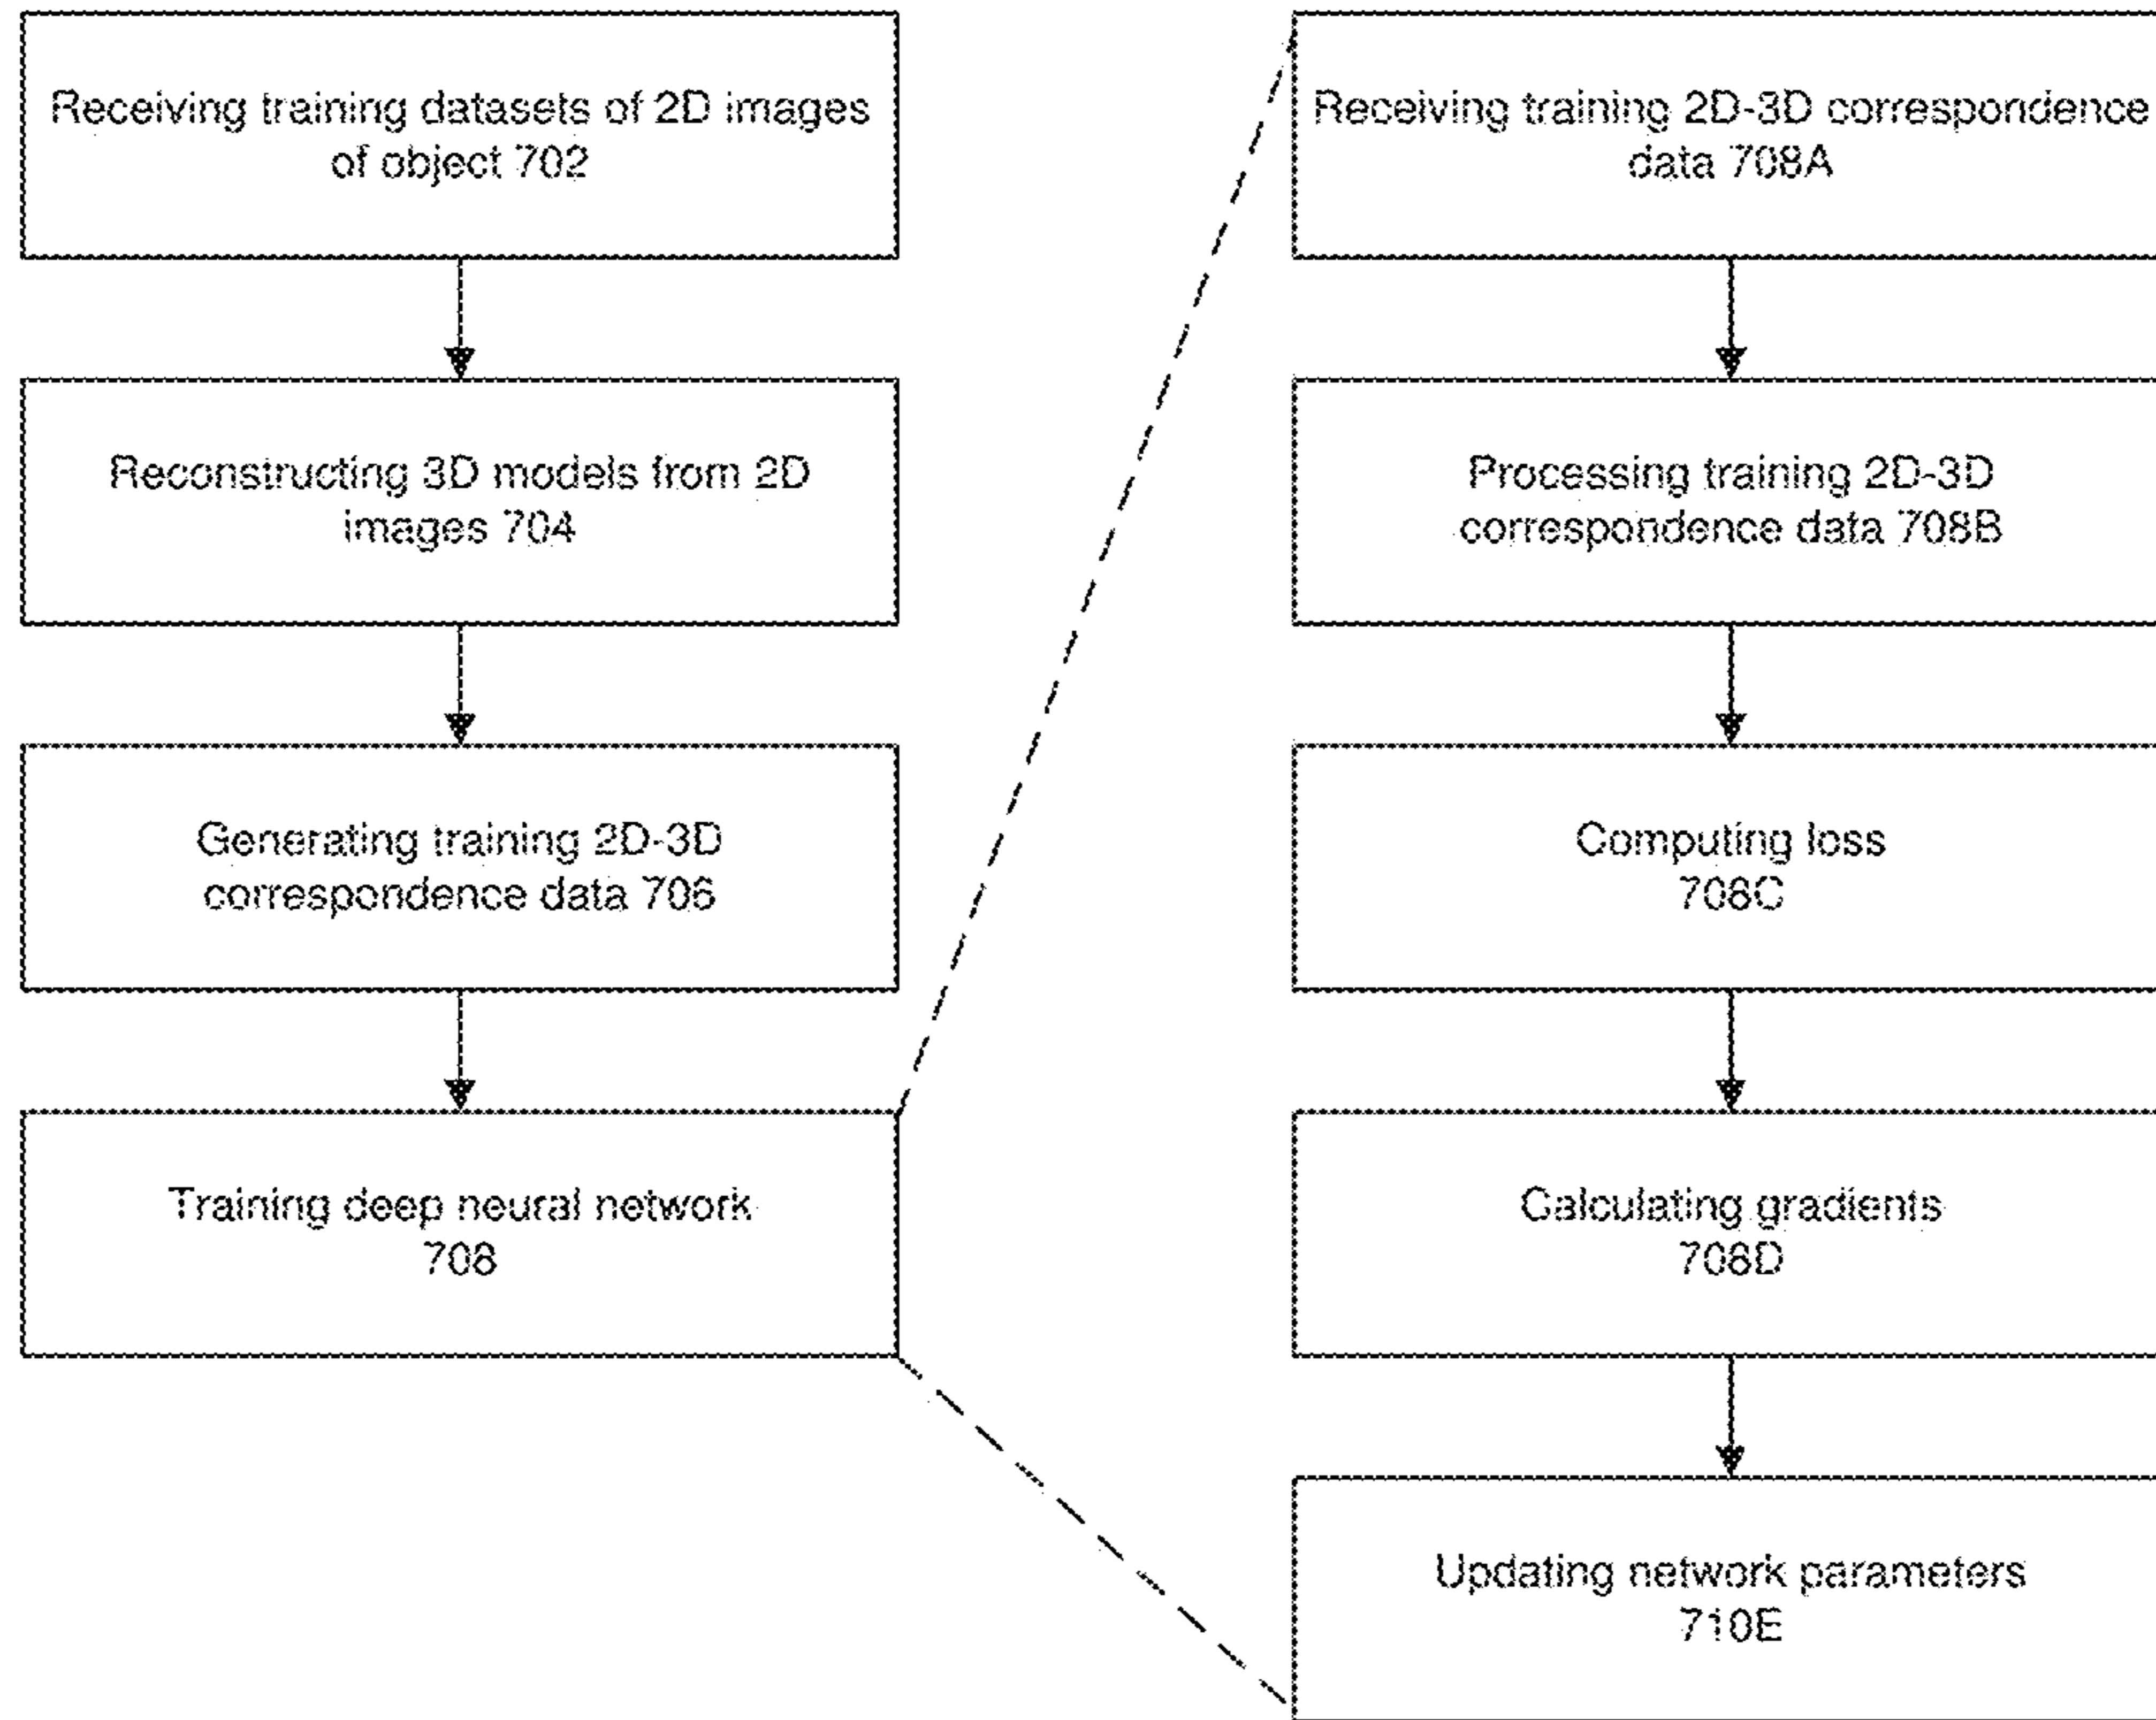 Receiving training datasets of 2D images
of object 702
Reconstructing 3D models from 2D
images 704
Generating training 2D-3D
correspondence data 706
Training deep neural network
708
Receiving training 2D-3D correspondence
data 708A
Processing training 2D-3D
correspondence data 708B
Computing loss
708C
Calculating gradients
708D
Updating network parameters
710E